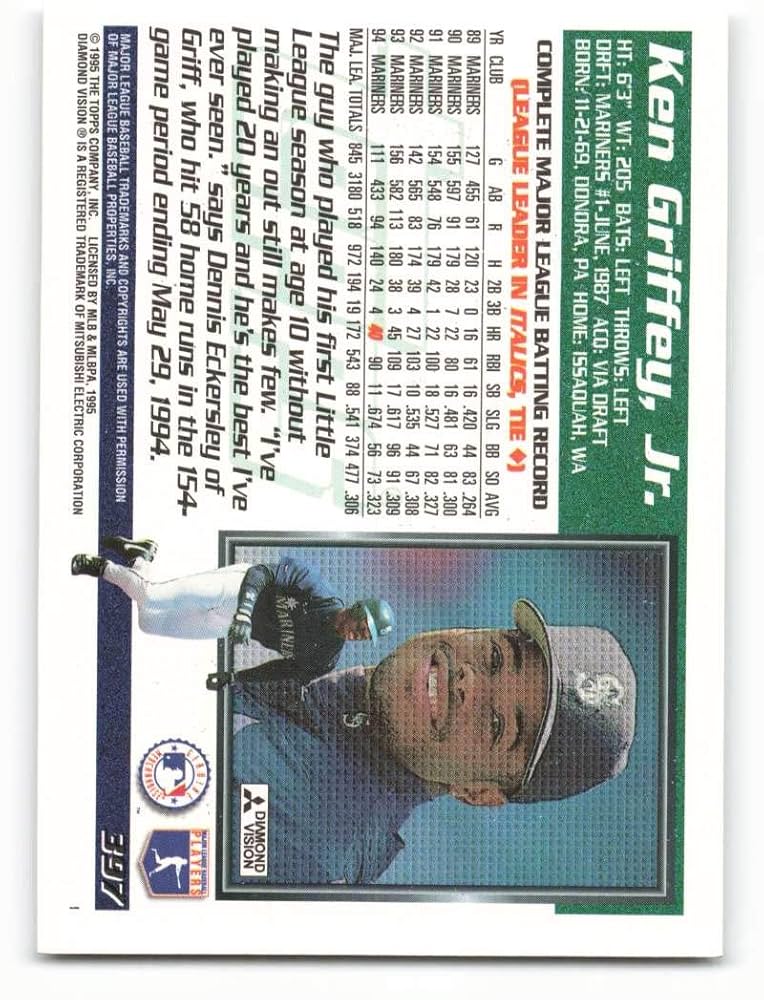 Ken Griffey, Jr.
HT: 6'3" WT: 205 BATS: LEFT THROWS: LEFT
DRFT: MARINERS #1-JUNE, 1987 ACQ: VIA DRAFT
BORN: 11-21-69, DONORA, PA HOME: ISSAQUAH, WA
COMPLETE MAJOR LEAGUE BATTING RECORD
(LEAGUE LEADER IN ITALICS, TIE ♦)
YR CLUB G AB R H 2B 3B HR RBI SB SLG BB SO AVG
89 MARINERS 127 455 61 120 23 0 16 61 16 .420 44 83 .264
90 MARINERS 155 597 91 179 28 7 22 80 16 .481 63 81 .300
91 MARINERS 154 548 76 179 42 1 22 100 18 .527 71 82 .327
92 MARINERS 142 565 83 174 39 4 27 103 10 .535 44 67 .308
93 MARINERS 156 582 113 180 38 3 45 109 17 .617 96 91 .309
94 MARINERS 111 433 94 140 24 4 40 90 11 .674 56 73 .323
MAJ. LEA. TOTALS 845 3180 518 972 194 19 172 543 88 .541 374 477 .306
The guy who played his first Little
League season at age 10 without
making an out still makes few. "I've
played 20 years and he's the best I've
ever seen," says Dennis Eckersley of
Griff, who hit 58 home runs in the 154-
game period ending May 29, 1994.
MAJOR LEAGUE BASEBALL TRADEMARKS AND COPYRIGHTS ARE USED WITH PERMISSION
OF MAJOR LEAGUE BASEBALL PROPERTIES, INC.
© 1995 THE TOPPS COMPANY, INC. LICENSED BY MLB & MLBPA, 1995
DIAMOND VISION ® IS A REGISTERED TRADEMARK OF MITSUBISHI ELECTRIC CORPORATION
MARINERS
S
DIAMOND
VISION
GENUINE MERCHANDISE
™
MAJOR LEAGUE BASEBALL
PLAYERS
397